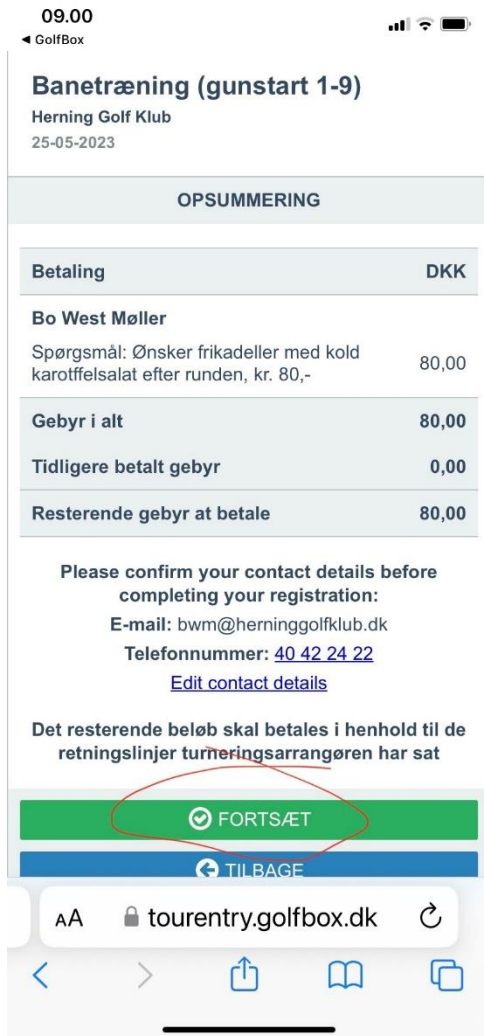 09.00
◀ GolfBox
Banetræning (gunstart 1-9)
Herning Golf Klub
25-05-2023
OPSUMMERING
Betaling DKK
Bo West Møller
Spørgsmål: Ønsker frikadeller med kold
karotffelsalat efter runden, kr. 80,- 80,00
Gebyr i alt 80,00
Tidligere betalt gebyr 0,00
Resterende gebyr at betale 80,00
Please confirm your contact details before
completing your registration:
E-mail: bwm@herninggolfklub.dk
Telefonnummer: 40 42 24 22
Edit contact details
Det resterende beløb skal betales i henhold til de
retningslinjer turneringsarrangøren har sat
FORTSÆT
TILBAGE
AA tourentry.golfbox.dk